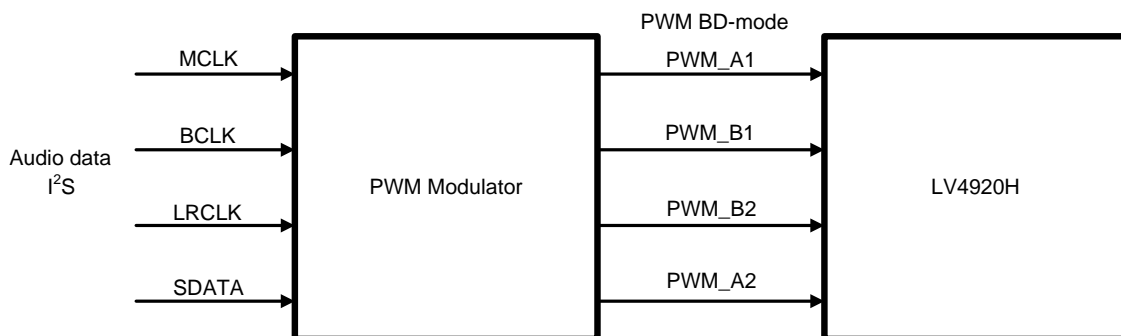 PWM BD-mode
MCLK
PWM_A1
BCLK
PWM_B1
Audio data
I²S
PWM Modulator
LV4920H
LRCLK
PWM_B2
SDATA
PWM_A2